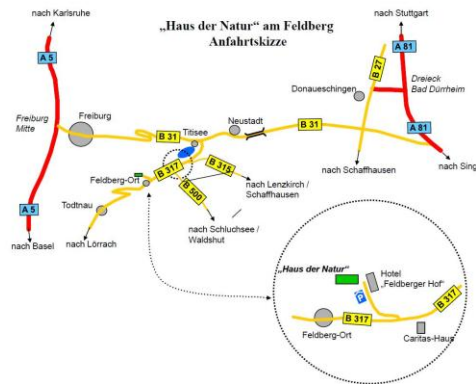 „Haus der Natur" am Feldberg
Anfahrtskizze
nach Karlsruhe
nach Stuttgart
A 5
A 81
B 27
Dreieck
Bad Dürrheim
Donaueschingen
Freiburg
Mitte
Freiburg
Neustadt
Titisee
B 31
B 31
A 81
nach Schaffhausen
nach Sing
Feldberg-Ort
B 317
B 315
nach Lenzkirch /
Schaffhausen
B 500
Todtnau
A 5
nach Basel
nach Lörrach
nach Schluchsee /
Waldshut
„Haus der Natur"
Hotel
„Feldberger Hof"
P
B 317
B 317
Feldberg-Ort
Caritas-Haus